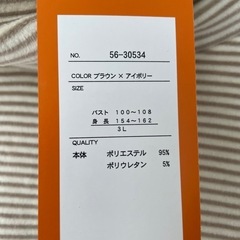 NO. 56-30534
COLOR ブラウン × アイボリー
SIZE
バスト 100～108
身 長 154～162
3L
QUALITY
本体 ポリエステル 95%
ポリウレタン 5%